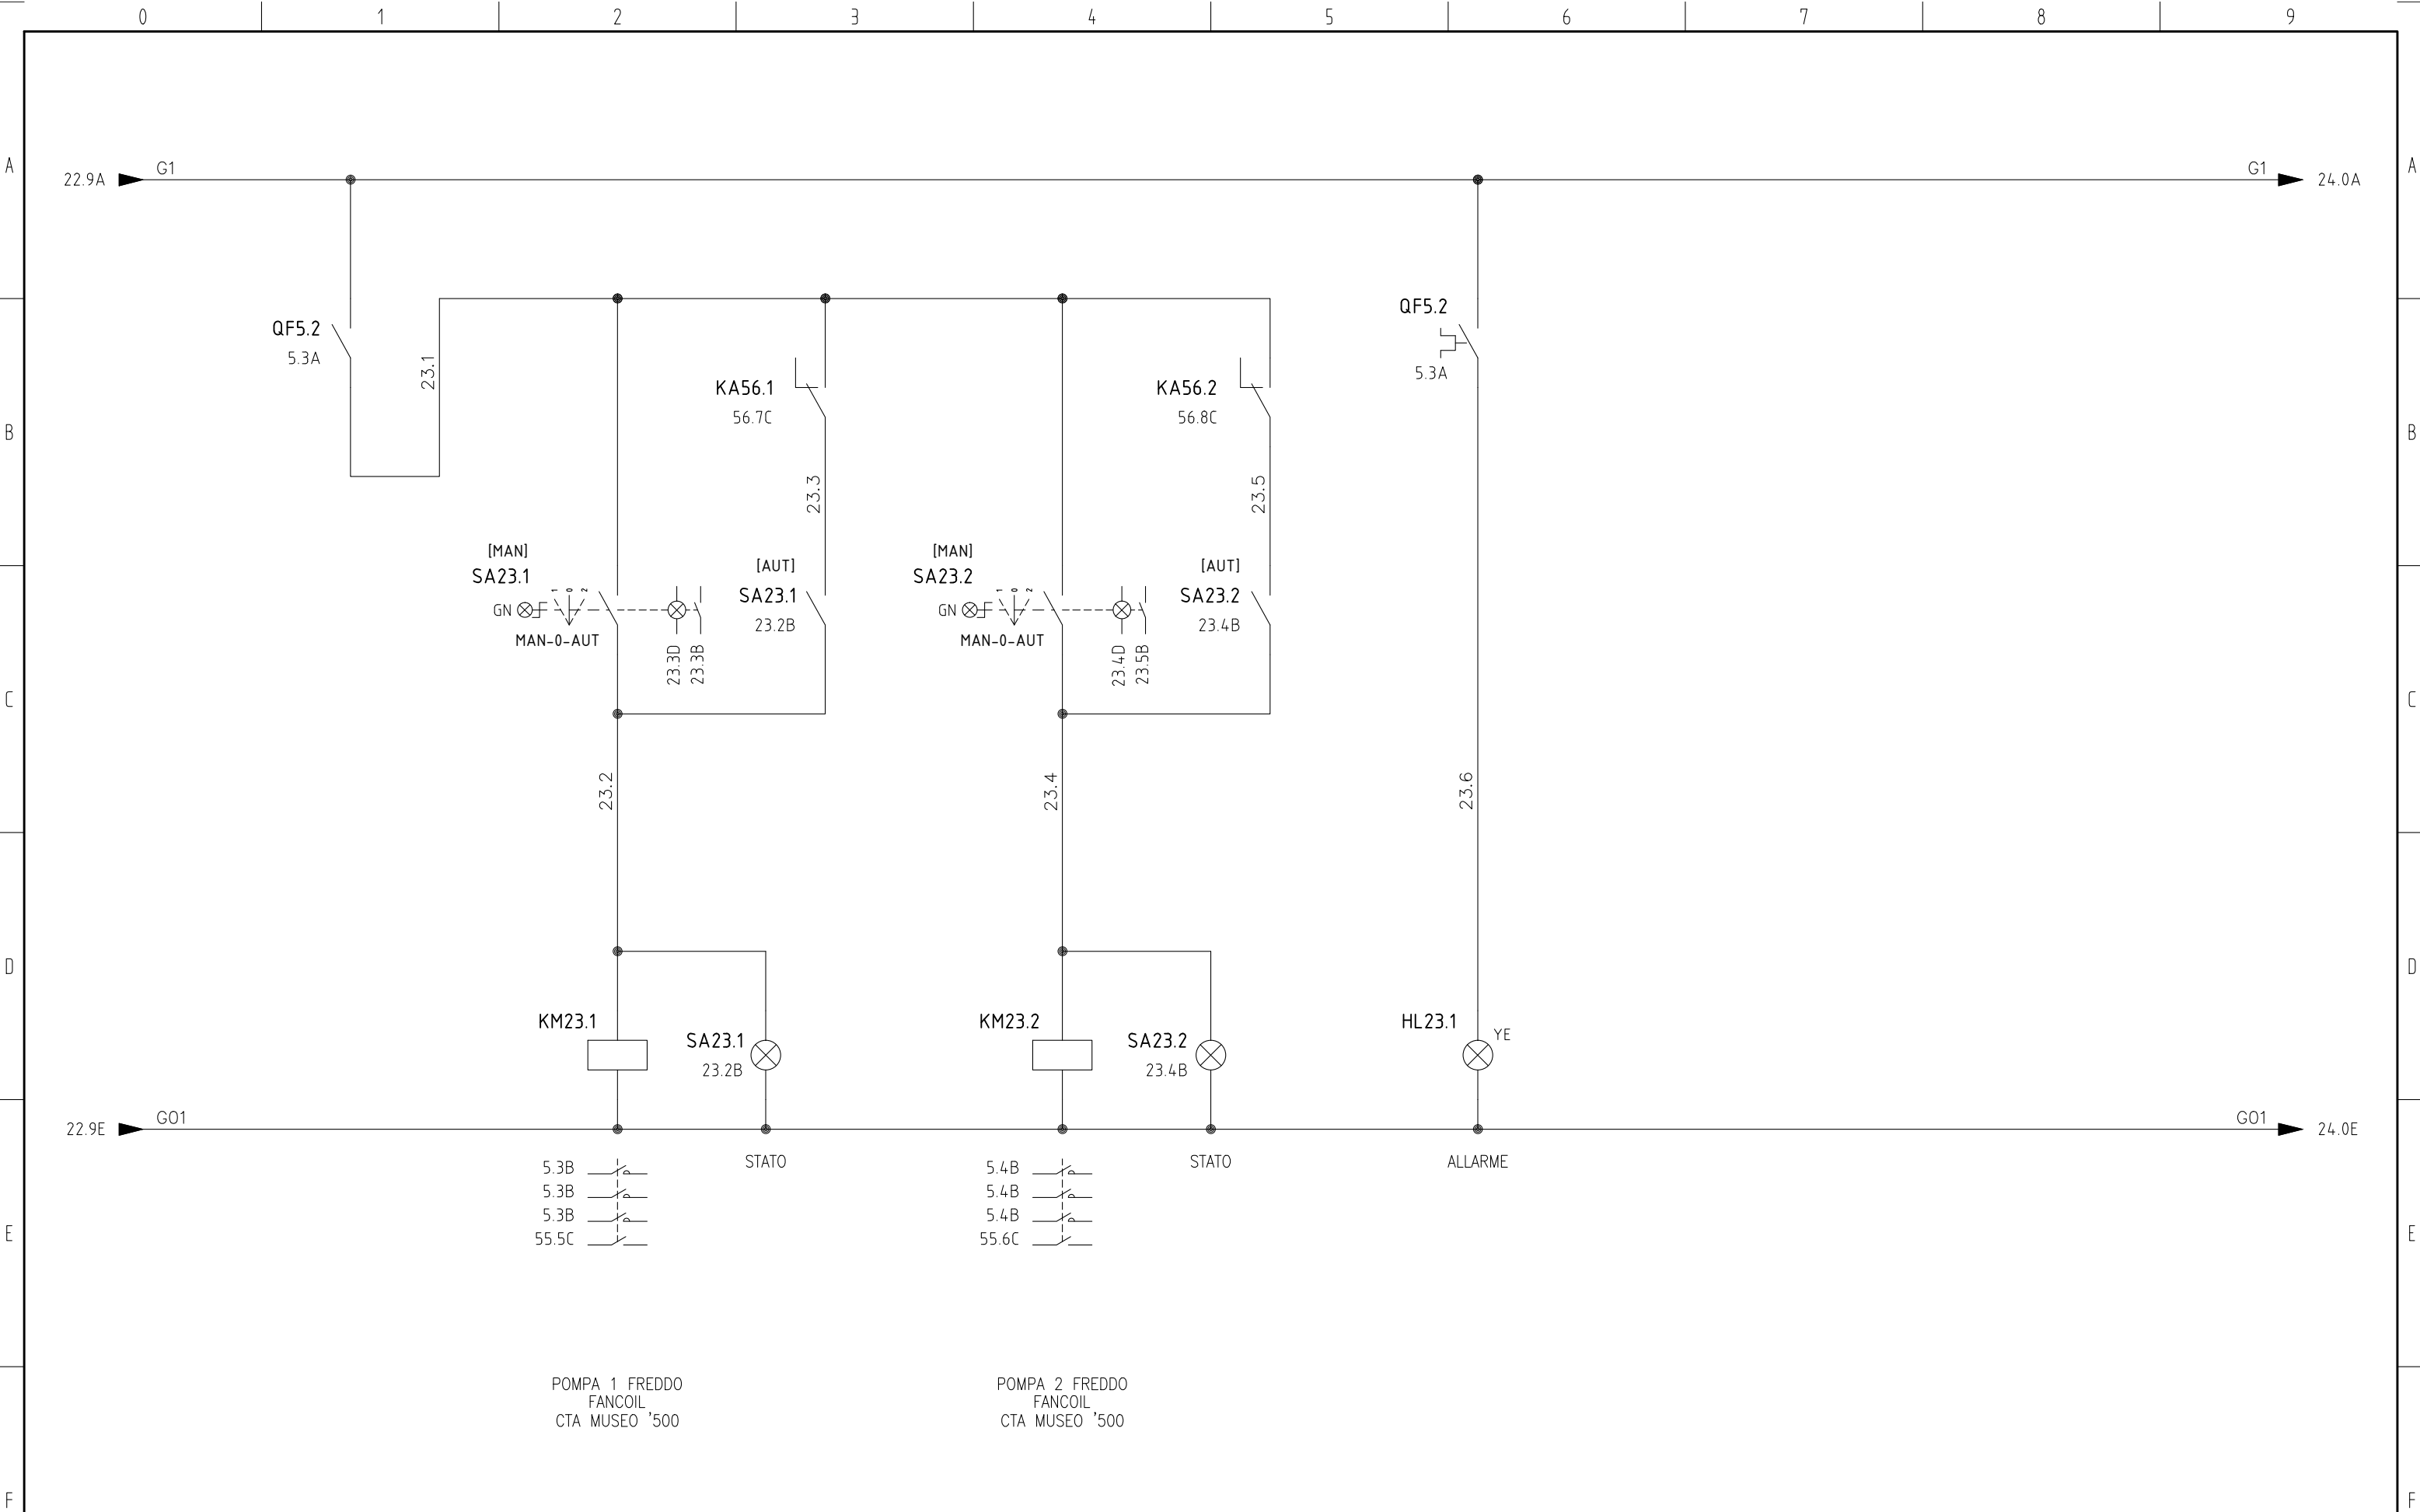 0 1 2 3 4 5 6 7 8 9
A A
22.9A G1 G1 24.0A
QF5.2
5.3A
23.1
KA56.1
56.7C
KA56.2
56.8C
QF5.2
5.3A
B B
23.3
23.5
[MAN]
SA23.1
GN
1 0 2
MAN-0-AUT
23.3D
23.3B
[AUT]
SA23.1
23.2B
[MAN]
SA23.2
GN
1 0 2
MAN-0-AUT
23.4D
23.5B
[AUT]
SA23.2
23.4B
C C
23.2
23.4
23.6
D D
KM23.1
SA23.1
23.2B
KM23.2
SA23.2
23.4B
HL23.1
YE
22.9E G01 G01 24.0E
STATO
STATO
ALLARME
5.3B
5.3B
5.3B
55.5C
5.4B
5.4B
5.4B
55.6C
E E
POMPA 1 FREDDO
FANCOIL
CTA MUSEO '500
POMPA 2 FREDDO
FANCOIL
CTA MUSEO '500
F F